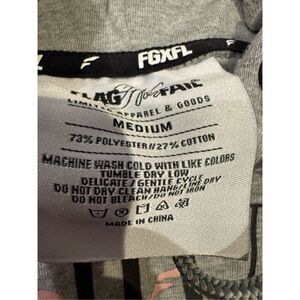 FGXFL
FLAG NOR FAIL
LIMITED APPAREL & GOODS
MEDIUM
73% POLYESTER//27% COTTON
MACHINE WASH COLD WITH LIKE COLORS
TUMBLE DRY LOW
DELICATE/GENTLE CYCLE
DO NOT DRY CLEAN/HANG/LINE DRY
DO NOT BLEACH/DO NOT IRON
MADE IN CHINA